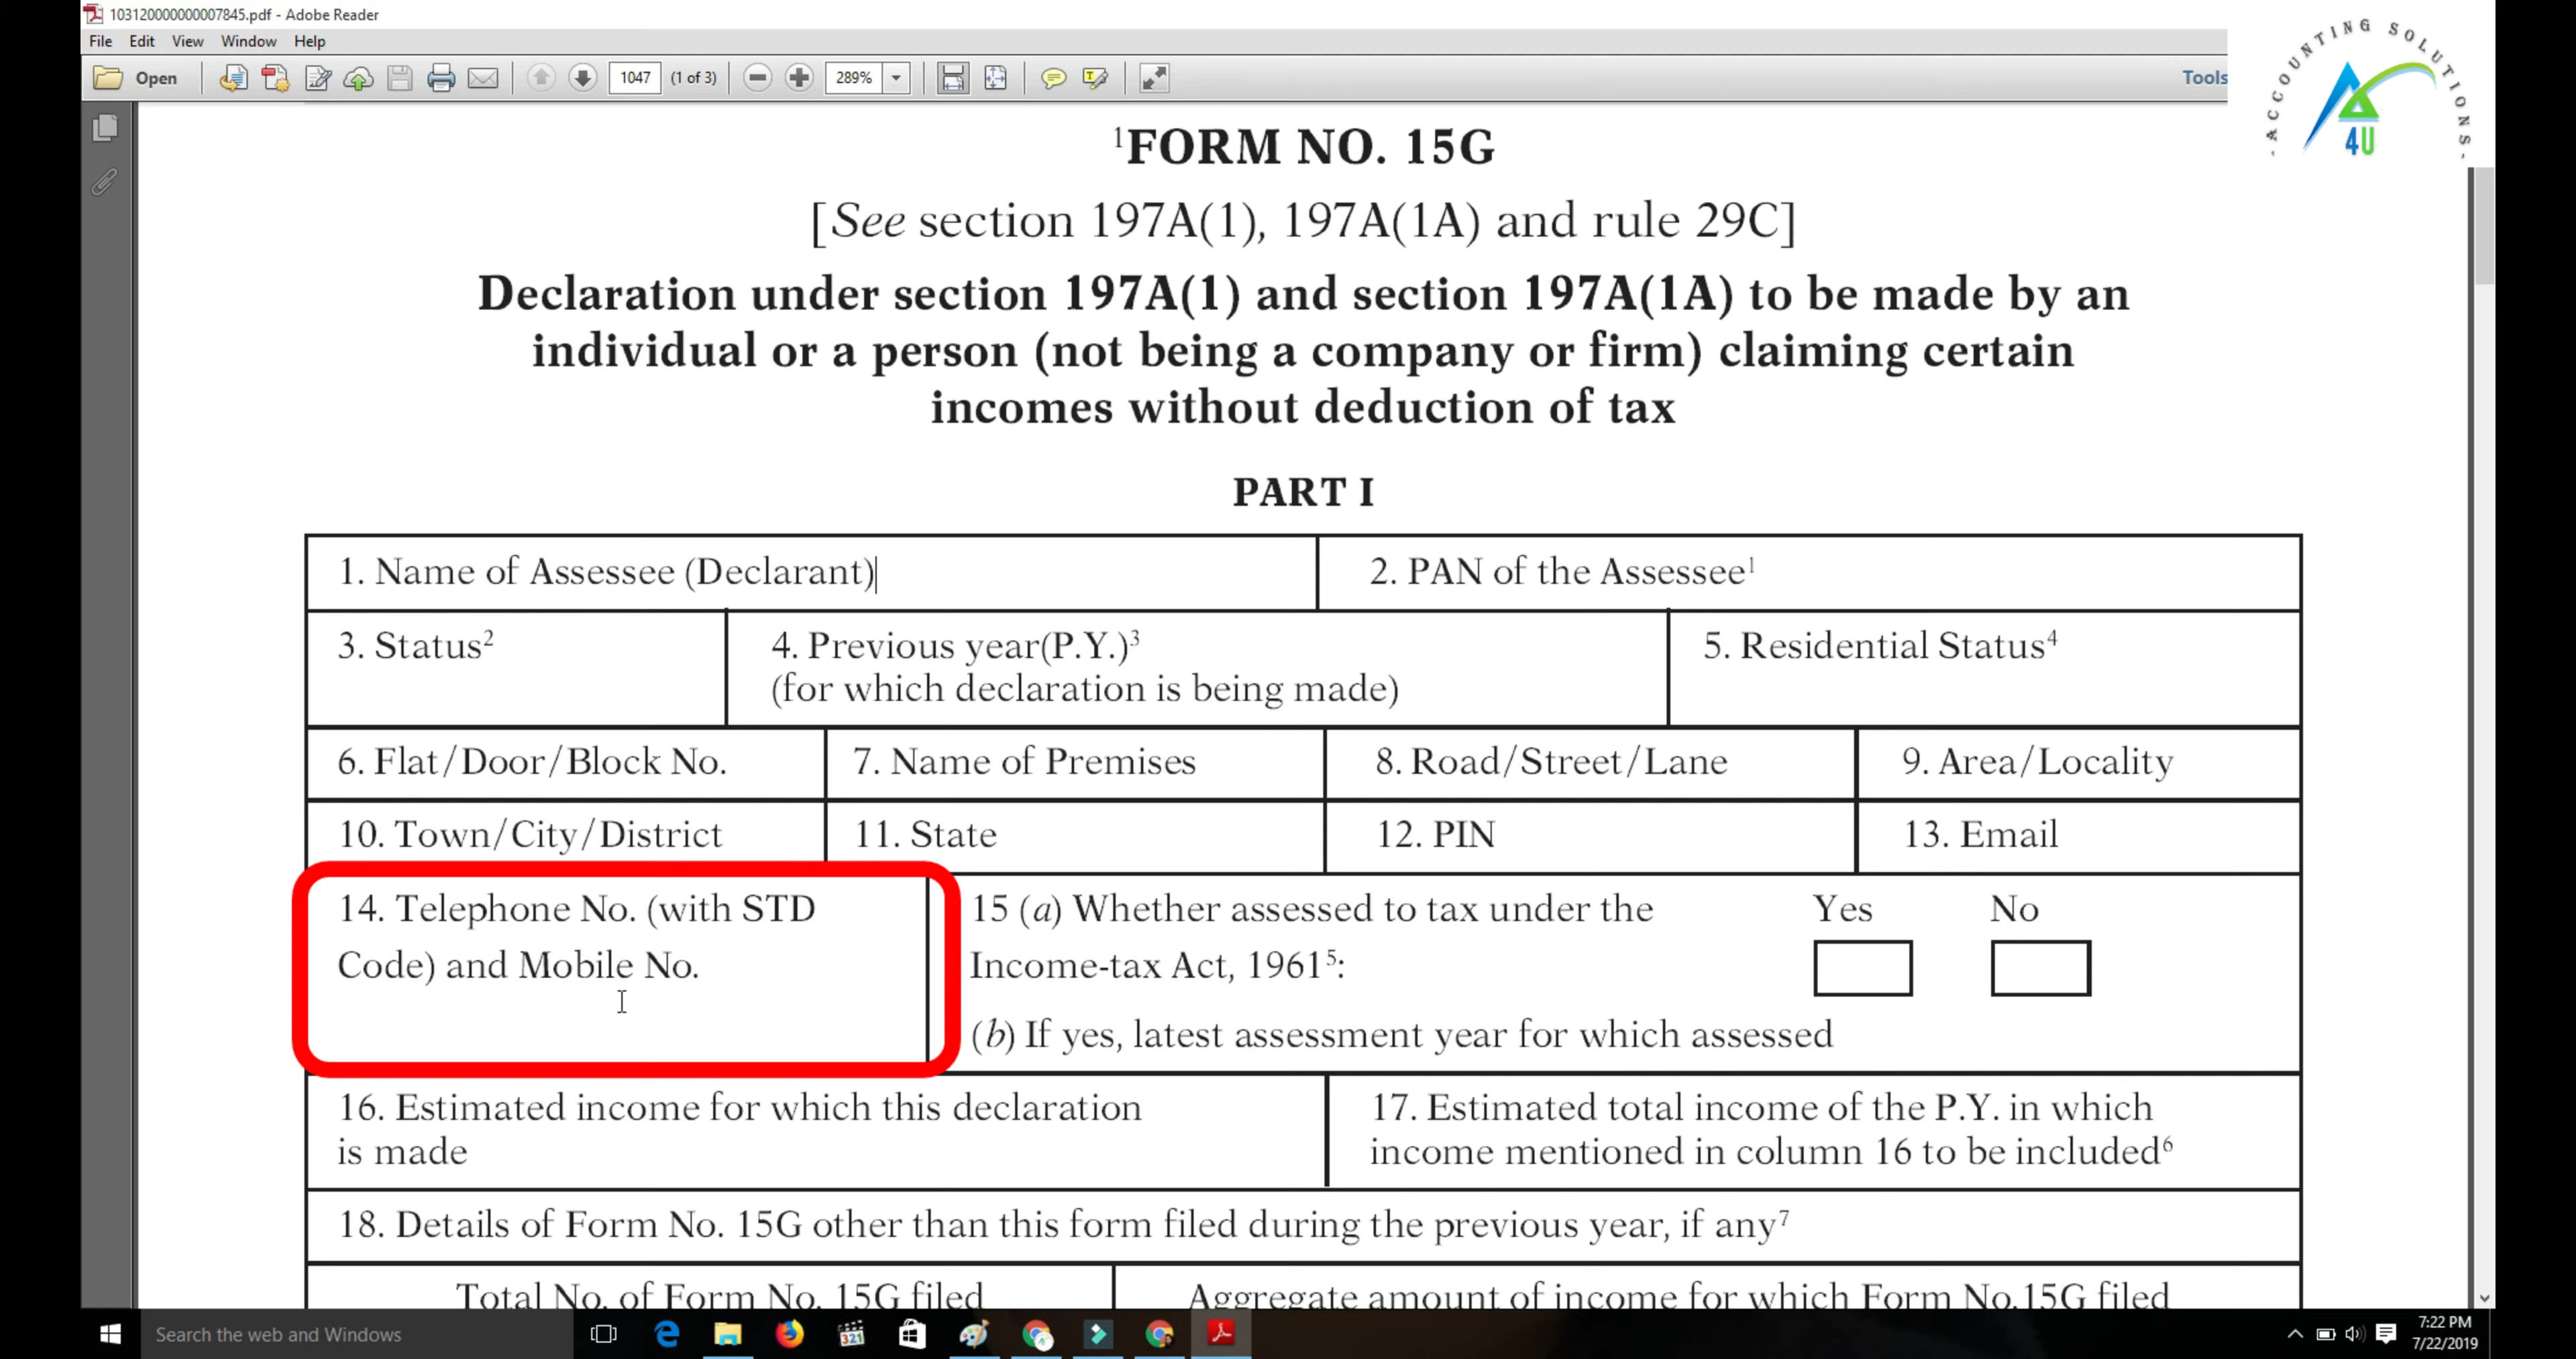 103120000000007845.pdf - Adobe Reader
File Edit View Window Help
Open 1047 (1 of 3) 289% Tools
- ACCOUNTING SOLUTIONS -
4U
¹FORM NO. 15G
[See section 197A(1), 197A(1A) and rule 29C]
Declaration under section 197A(1) and section 197A(1A) to be made by an
individual or a person (not being a company or firm) claiming certain
incomes without deduction of tax
PART I
1. Name of Assessee (Declarant)
2. PAN of the Assessee¹
3. Status²
4. Previous year(P.Y.)³
(for which declaration is being made)
5. Residential Status⁴
6. Flat/Door/Block No.
7. Name of Premises
8. Road/Street/Lane
9. Area/Locality
10. Town/City/District
11. State
12. PIN
13. Email
14. Telephone No. (with STD
Code) and Mobile No.
15 (a) Whether assessed to tax under the
Income-tax Act, 1961⁵:
Yes No
(b) If yes, latest assessment year for which assessed
16. Estimated income for which this declaration
is made
17. Estimated total income of the P.Y. in which
income mentioned in column 16 to be included⁶
18. Details of Form No. 15G other than this form filed during the previous year, if any⁷
Total No. of Form No. 15G filed
Aggregate amount of income for which Form No.15G filed
Search the web and Windows
321
7:22 PM
7/22/2019